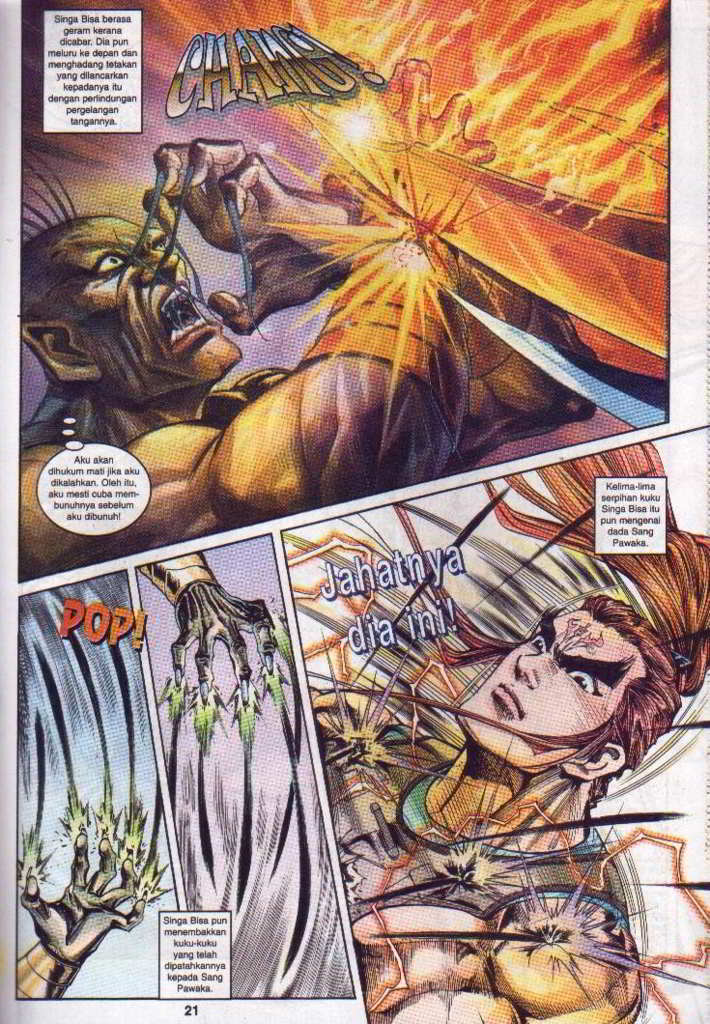 Singa Bisa berasa
geram kerana
dicabar. Dia pun
meluru ke depan dan
menghadang tetakan
yang dilancarkan
kepadanya itu
dengan perlindungan
pergelangan
tangannya.
CHANG!
Aku akan
dihukum mati jika aku
dikalahkan. Oleh itu,
aku mesti cuba mem-
bunuhnya sebelum
aku dibunuh!
POP!
Singa Bisa pun
menembakkan
kuku-kuku
yang telah
dipatahkannya
kepada Sang
Pawaka.
Kelima-lima
serpihan kuku
Singa Bisa itu
pun mengenai
dada Sang
Pawaka.
Jahatnya
dia ini!
21